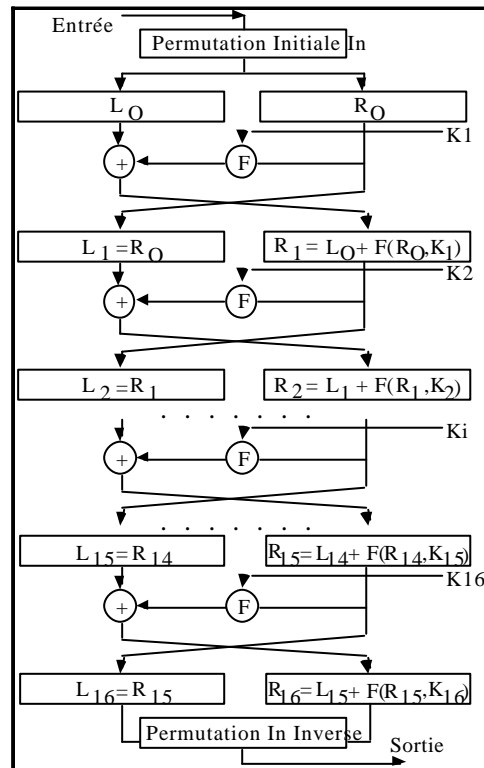 Entrée
Permutation Initiale In
L O R O
K1
+ F
L 1 = R O R 1 = L O + F(R O ,K 1 )
K2
+ F
L 2 = R 1 R 2 = L 1 + F(R 1 ,K 2 )
. . . . . . .
Ki
+ F
. . . . . . .
L 15 = R 14 R 15 = L 14 + F(R 14 ,K 15 )
K16
+ F
L 16 = R 15 R 16 = L 15 + F(R 15 ,K 16 )
Permutation In Inverse
Sortie